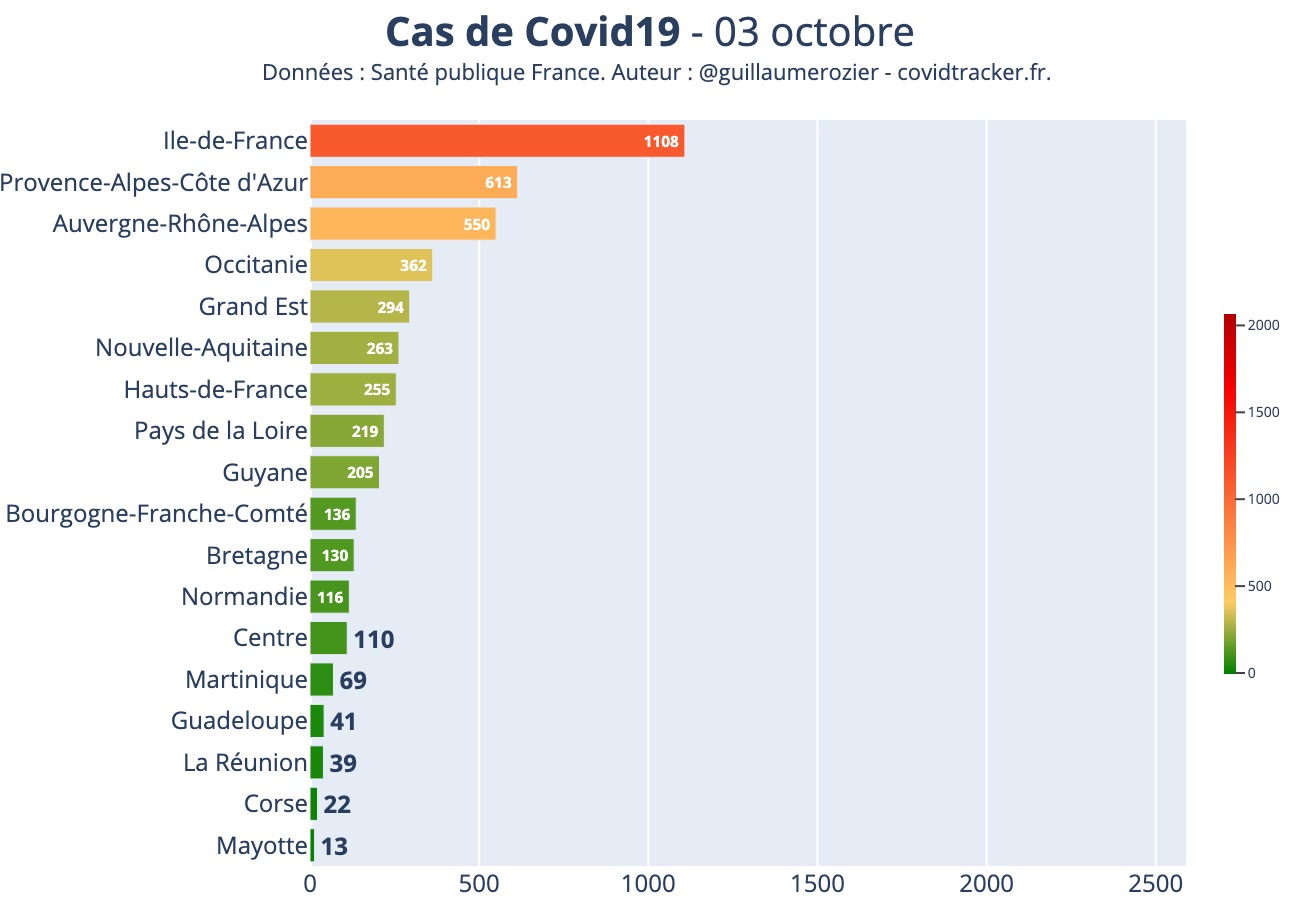 Cas de Covid19 - 03 octobre
Données : Santé publique France. Auteur : @guillaumerozier - covidtracker.fr.
Ile-de-France 1108
Provence-Alpes-Côte d'Azur 613
Auvergne-Rhône-Alpes 550
Occitanie 362
Grand Est 294
Nouvelle-Aquitaine 263
Hauts-de-France 255
Pays de la Loire 219
Guyane 205
Bourgogne-Franche-Comté 136
Bretagne 130
Normandie 116
Centre 110
Martinique 69
Guadeloupe 41
La Réunion 39
Corse 22
Mayotte 13
0 500 1000 1500 2000 2500
2000
1500
1000
500
0